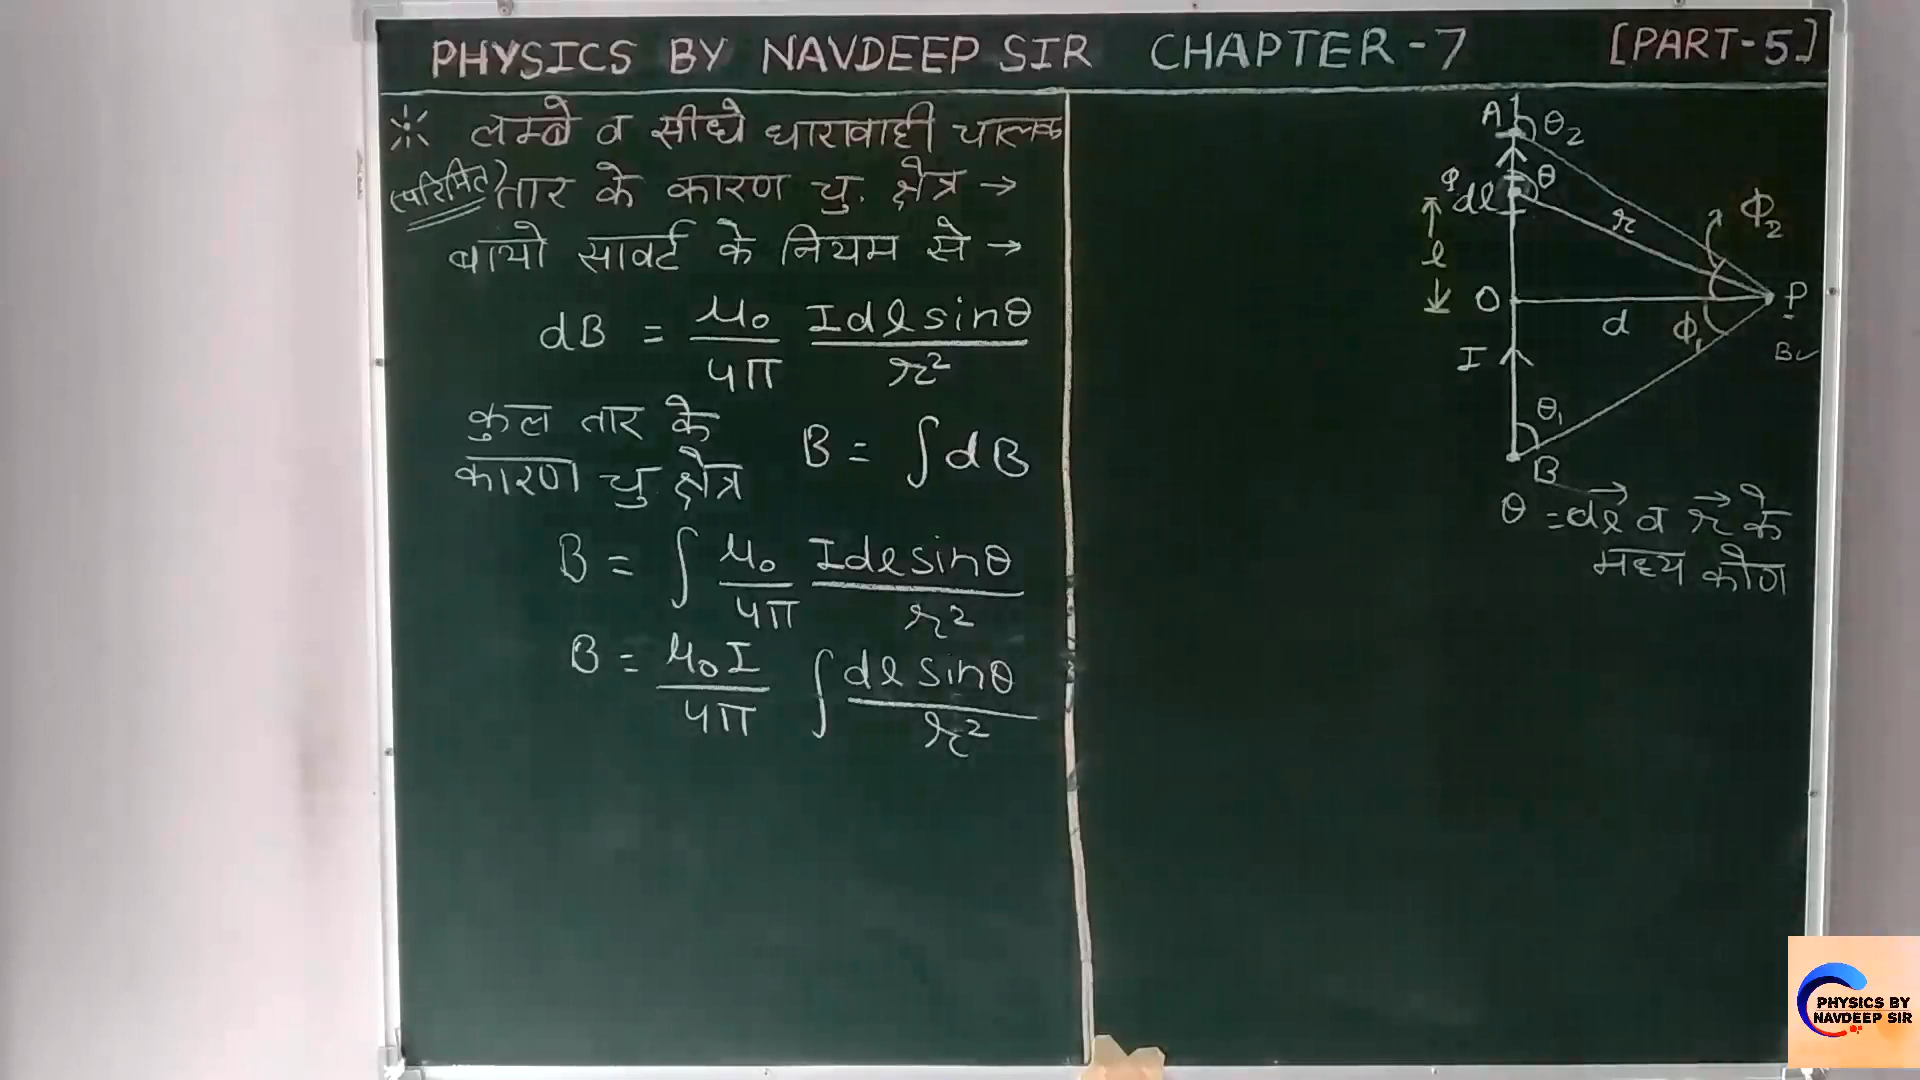 PHYSICS BY NAVDEEP SIR CHAPTER-7 [PART-5]
* लम्बे व सीधे धारावाही चालक
(परिमित) तार के कारण चु. क्षेत्र →
बायो सावर्ट के नियम से →
dB = μ₀/4π Idl sinθ/r²
कुल तार के
कारण चु. क्षेत्र
B = ∫dB
B = ∫ μ₀/4π Idl sinθ/r²
B = μ₀I/4π ∫ dl sinθ/r²
A θ₂
dl θ
r
ϕ₂
l
O
d
ϕ₁
P
I
θ₁
B
θ = dl⃗ व r⃗ के
मध्य कोण
PHYSICS BY
NAVDEEP SIR